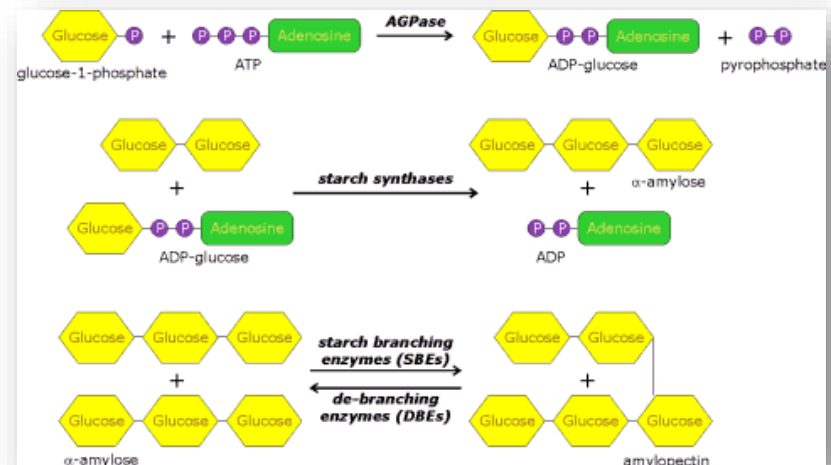 AGPase
Glucose P + P P P Adenosine Glucose P P Adenosine + P P
glucose-1-phosphate ATP ADP-glucose pyrophosphate
Glucose Glucose Glucose Glucose Glucose
+ starch synthases + α-amylose
Glucose P P Adenosine P P Adenosine
ADP-glucose ADP
Glucose Glucose Glucose starch branching Glucose Glucose
enzymes (SBEs)
+ +
de-branching
Glucose Glucose Glucose enzymes (DBEs) Glucose Glucose Glucose
α-amylose amylopectin